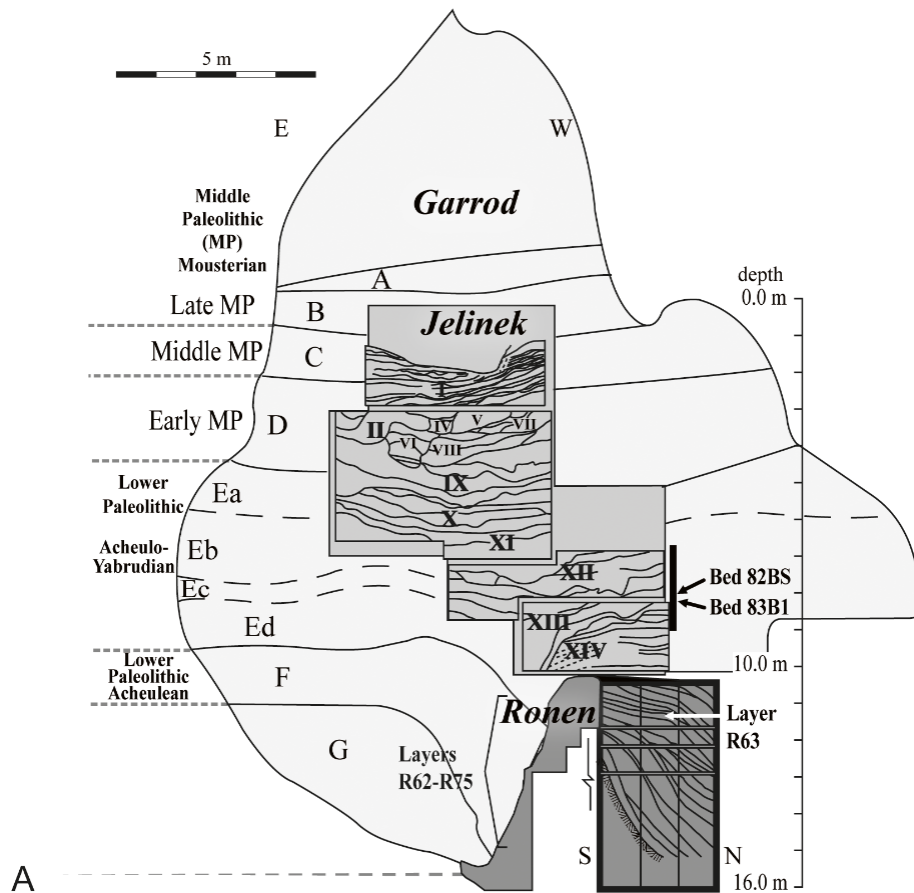 5 m
E
W
Middle
Paleolithic
(MP)
Mousterian
Garrod
A
depth
0.0 m
Late MP
B
Jelinek
Middle MP
C
I
Early MP
D
II
IV
V
VII
VI
VIII
Lower
Paleolithic
Ea
IX
X
XI
Acheulo-
Yabrudian
Eb
Ec
XII
Bed 82BS
Bed 83B1
Ed
XIII
XIV
10.0 m
Lower
Paleolithic
Acheulean
F
Ronen
Layer
R63
G
Layers
R62-R75
S
N
A
16.0 m